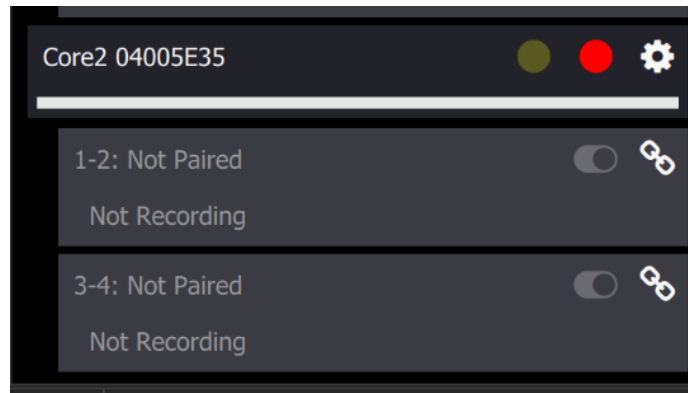 Core2 04005E35
1-2: Not Paired
Not Recording
3-4: Not Paired
Not Recording